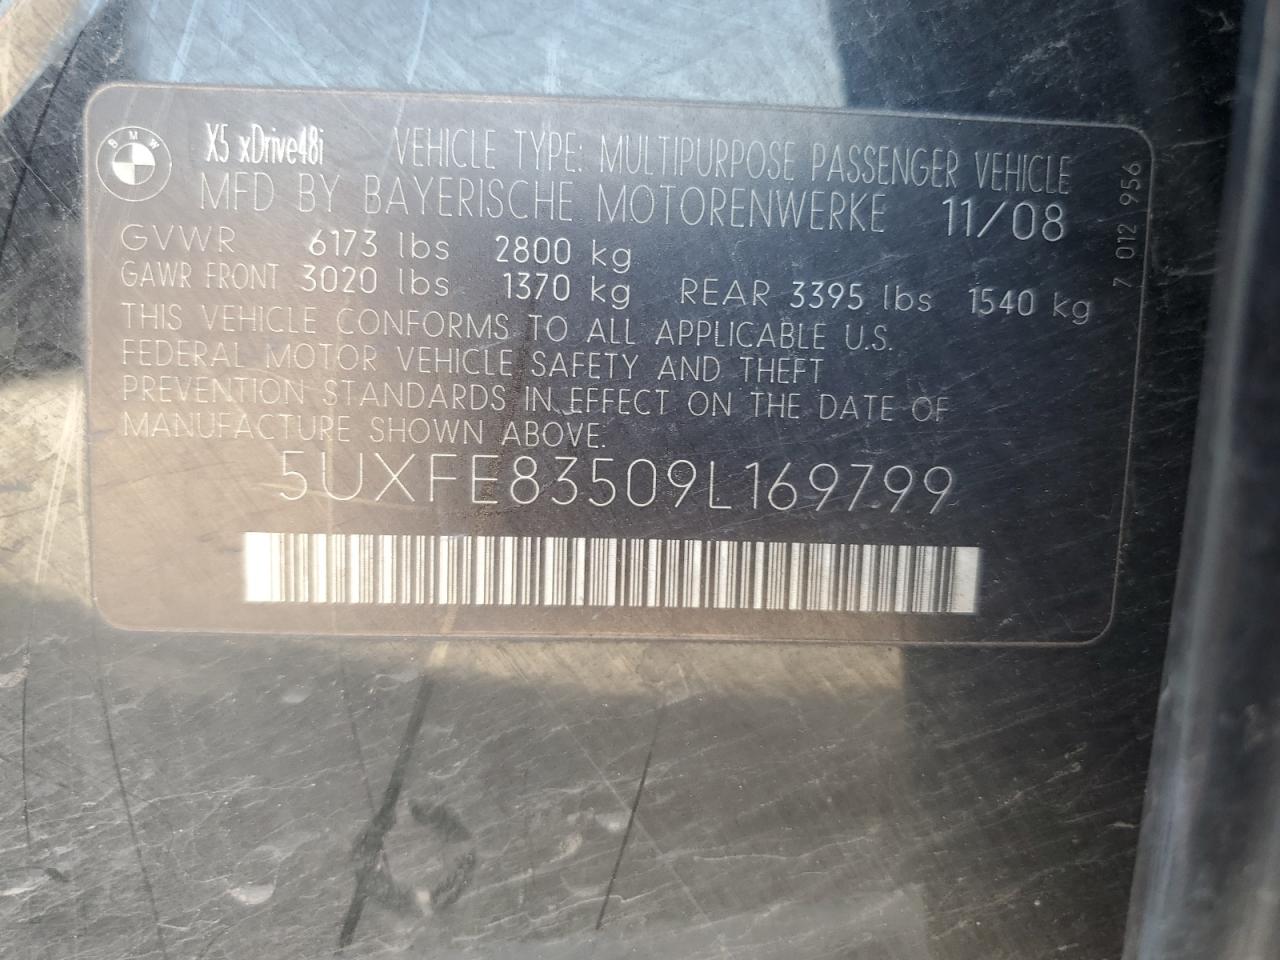 BMW
X5 xDrive48i VEHICLE TYPE: MULTIPURPOSE PASSENGER VEHICLE
MFD BY BAYERISCHE MOTORENWERKE 11/08
GVWR 6173 lbs 2800 kg
GAWR FRONT 3020 lbs 1370 kg REAR 3395 lbs 1540 kg
THIS VEHICLE CONFORMS TO ALL APPLICABLE U.S.
FEDERAL MOTOR VEHICLE SAFETY AND THEFT
PREVENTION STANDARDS IN EFFECT ON THE DATE OF
MANUFACTURE SHOWN ABOVE.
5UXFE83509L169799
7 012 956